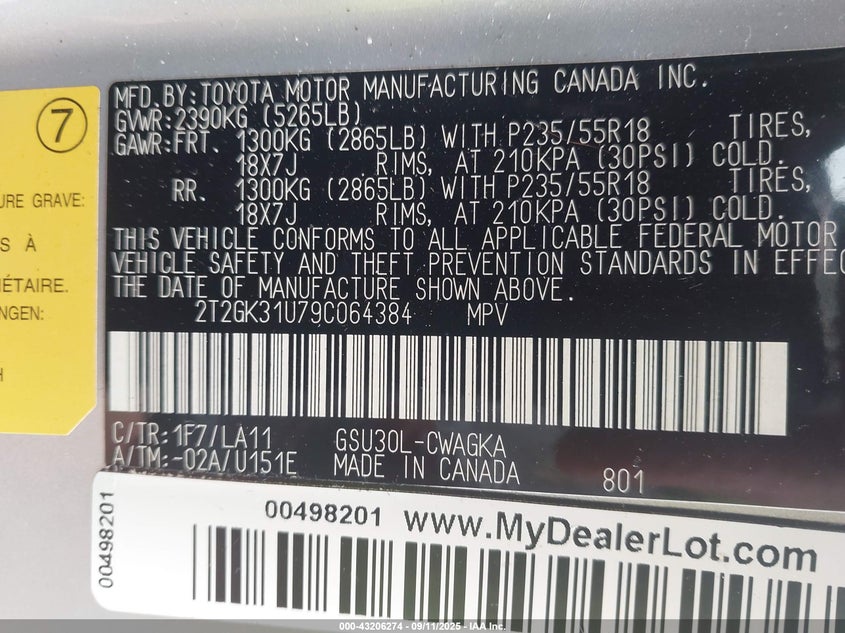 7
URE GRAVE:
S À
IÉTAIRE.
NGEN:
H
MFD.BY:TOYOTA MOTOR MANUFACTURING CANADA INC.
GVWR:2390KG (5265LB)
GAWR:FRT. 1300KG (2865LB) WITH P235/55R18 TIRES,
18X7J RIMS, AT 210KPA (30PSI) COLD.
RR. 1300KG (2865LB) WITH P235/55R18 TIRES,
18X7J RIMS, AT 210KPA (30PSI) COLD.
THIS VEHICLE CONFORMS TO ALL APPLICABLE FEDERAL MOTOR
VEHICLE SAFETY AND THEFT PREVENTION STANDARDS IN EFFEC
THE DATE OF MANUFACTURE SHOWN ABOVE.
2T2GK31U79C064384 MPV
C/TR:1F7/LA11 GSU30L-CWAGKA
A/TM:-02A/U151E MADE IN CANADA 801
00498201
00498201 www.MyDealerLot.com
000-43206274 - 09/11/2025 - IAA Inc.